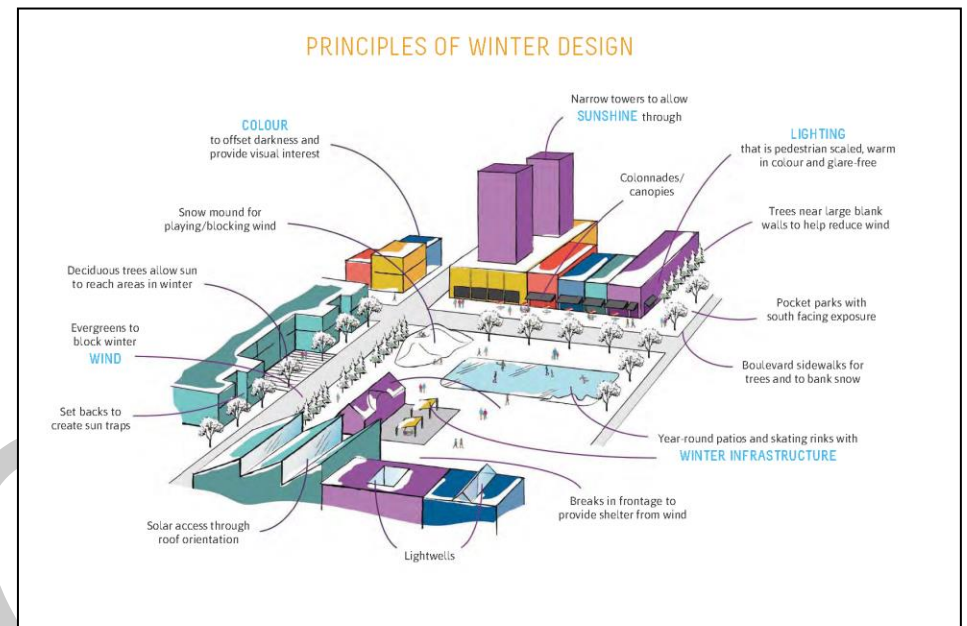 PRINCIPLES OF WINTER DESIGN
Narrow towers to allow
SUNSHINE through
COLOUR
to offset darkness and
provide visual interest
LIGHTING
that is pedestrian scaled, warm
in colour and glare-free
Colonnades/
canopies
Snow mound for
playing/blocking wind
Trees near large blank
walls to help reduce wind
Deciduous trees allow sun
to reach areas in winter
Pocket parks with
south facing exposure
Evergreens to
block winter
WIND
Boulevard sidewalks for
trees and to bank snow
Set backs to
create sun traps
Year-round patios and skating rinks with
WINTER INFRASTRUCTURE
Breaks in frontage to
provide shelter from wind
Solar access through
roof orientation
Lightwells